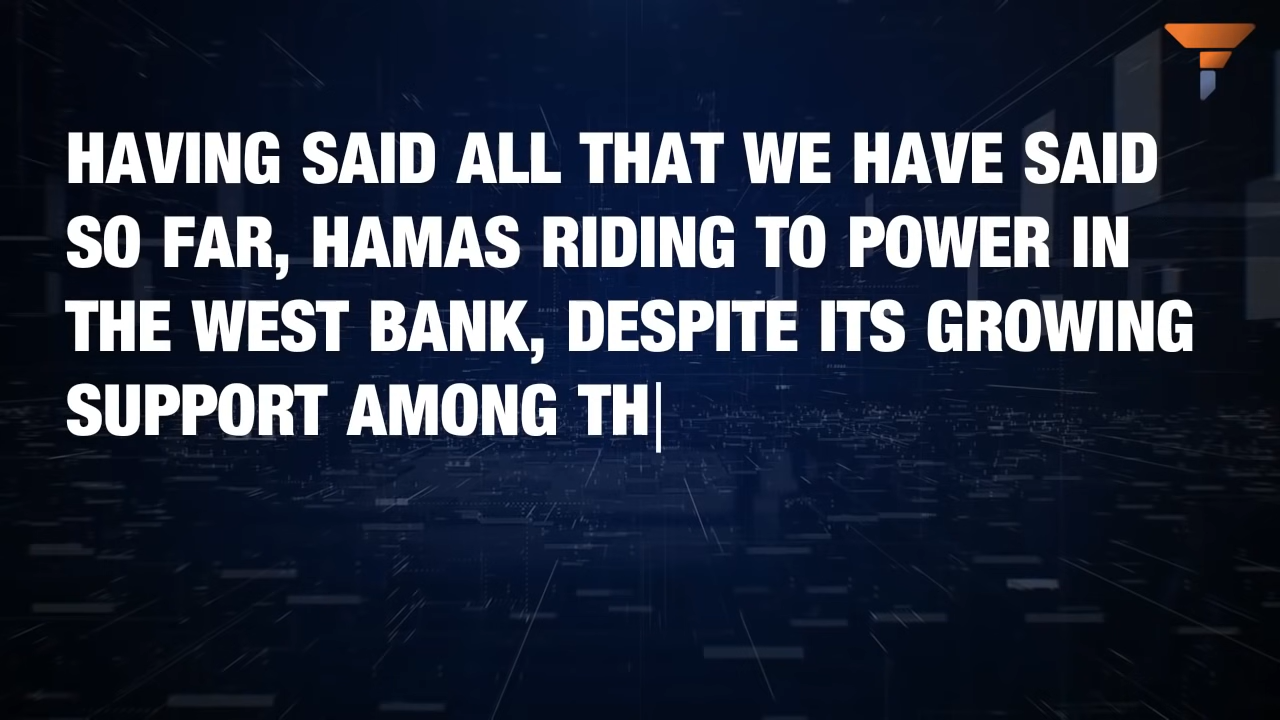 HAVING SAID ALL THAT WE HAVE SAID
SO FAR, HAMAS RIDING TO POWER IN
THE WEST BANK, DESPITE ITS GROWING
SUPPORT AMONG TH